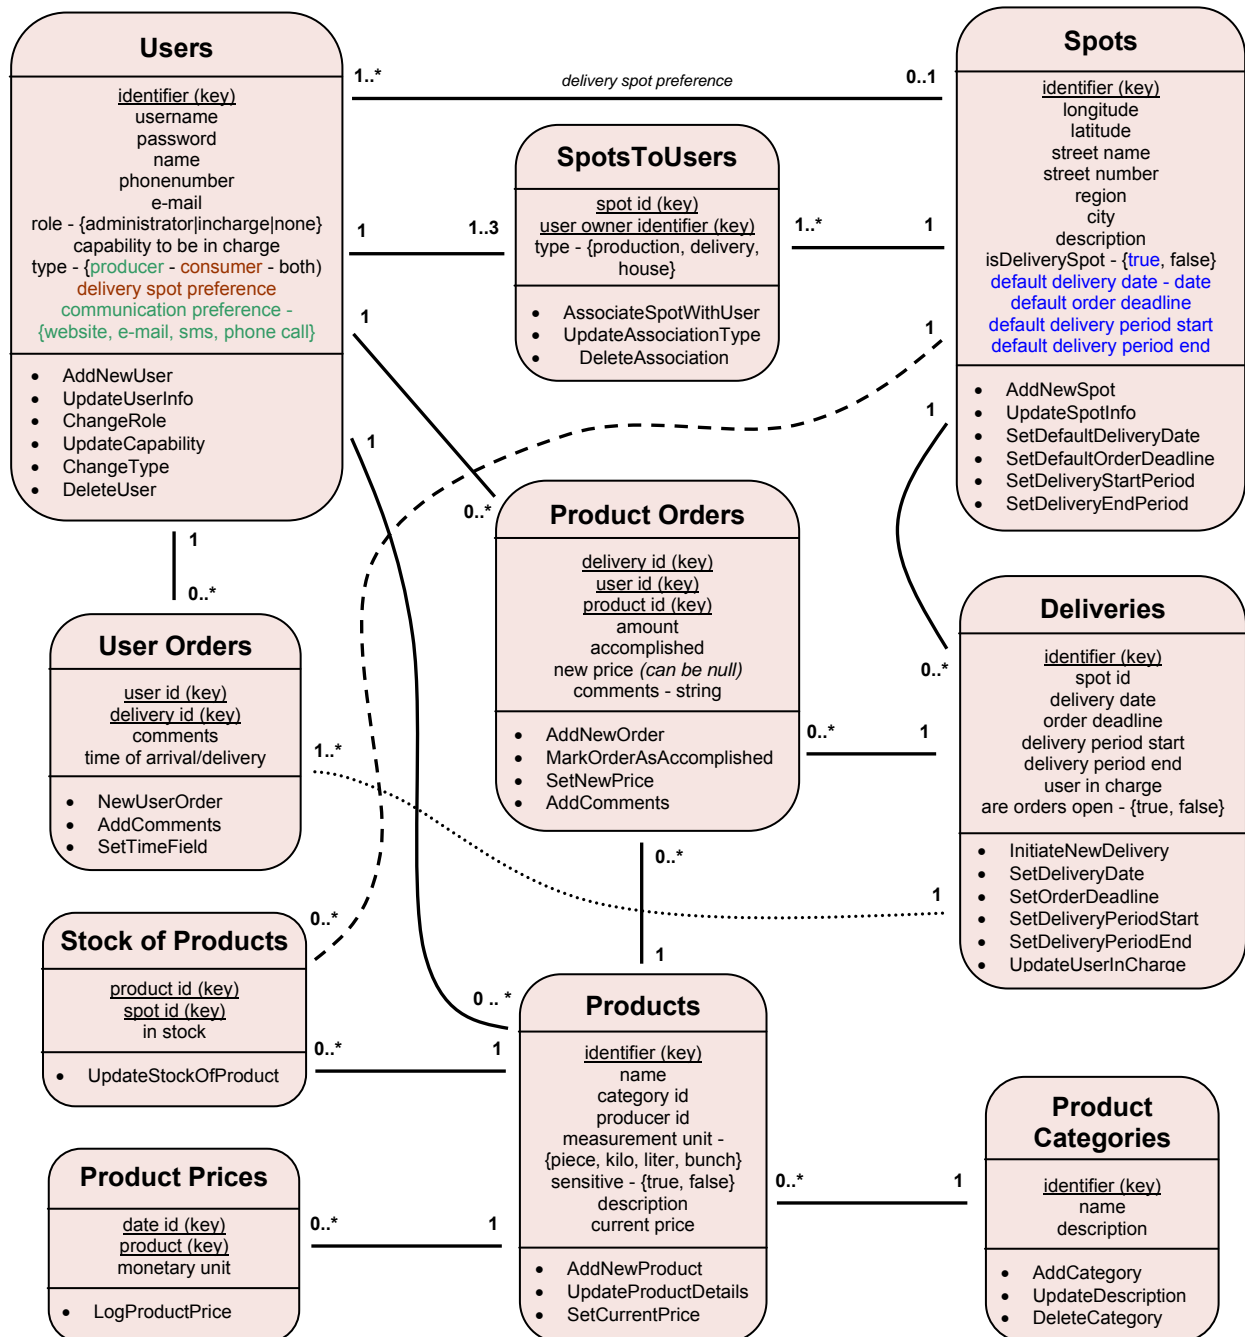 Users
identifier (key)
username
password
name
phonenumber
e-mail
role - {administrator|incharge|none}
capability to be in charge
type - {producer - consumer - both)
delivery spot preference
communication preference -
{website, e-mail, sms, phone call}
• AddNewUser
• UpdateUserInfo
• ChangeRole
• UpdateCapability
• ChangeType
• DeleteUser
1..*
delivery spot preference
0..1
Spots
identifier (key)
longitude
latitude
street name
street number
region
city
description
isDeliverySpot - {true, false}
default delivery date - date
default order deadline
default delivery period start
default delivery period end
• AddNewSpot
• UpdateSpotInfo
• SetDefaultDeliveryDate
• SetDefaultOrderDeadline
• SetDeliveryStartPeriod
• SetDeliveryEndPeriod
SpotsToUsers
spot id (key)
user owner identifier (key)
type - {production, delivery,
house}
• AssociateSpotWithUser
• UpdateAssociationType
• DeleteAssociation
1
1..3
1..*
1
1
1
1
1
0..*
Product Orders
delivery id (key)
user id (key)
product id (key)
amount
accomplished
new price (can be null)
comments - string
• AddNewOrder
• MarkOrderAsAccomplished
• SetNewPrice
• AddComments
1
0..*
User Orders
user id (key)
delivery id (key)
comments
time of arrival/delivery
• NewUserOrder
• AddComments
• SetTimeField
1..*
0..*
Deliveries
identifier (key)
spot id
delivery date
order deadline
delivery period start
delivery period end
user in charge
are orders open - {true, false}
• InitiateNewDelivery
• SetDeliveryDate
• SetOrderDeadline
• SetDeliveryPeriodStart
• SetDeliveryPeriodEnd
• UpdateUserInCharge
0..*
1
0..*
1
1
0..*
Stock of Products
product id (key)
spot id (key)
in stock
• UpdateStockOfProduct
0 .. *
0..*
1
Products
identifier (key)
name
category id
producer id
measurement unit -
{piece, kilo, liter, bunch}
sensitive - {true, false}
description
current price
• AddNewProduct
• UpdateProductDetails
• SetCurrentPrice
Product Prices
date id (key)
product (key)
monetary unit
• LogProductPrice
0..*
1
0..*
1
Product
Categories
identifier (key)
name
description
• AddCategory
• UpdateDescription
• DeleteCategory